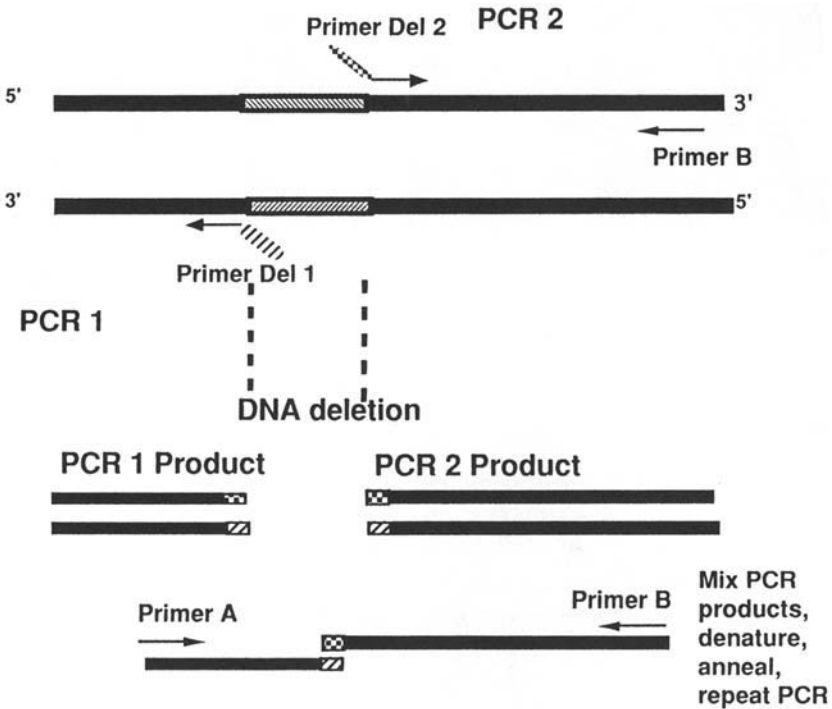 Primer Del 2
PCR 2
5'
3'
Primer B
3'
5'
Primer Del 1
PCR 1
DNA deletion
PCR 1 Product
PCR 2 Product
Primer A
Primer B
Mix PCR
products,
denature,
anneal,
repeat PCR